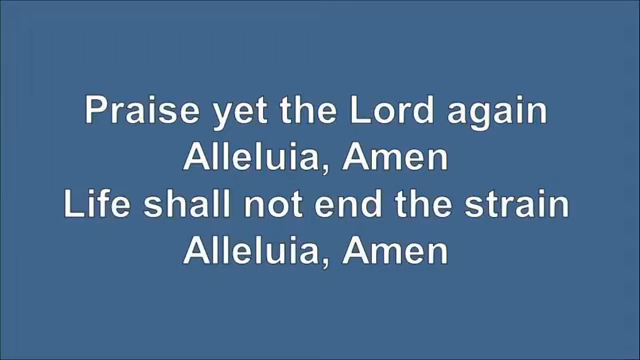 Praise yet the Lord again
Alleluia, Amen
Life shall not end the strain
Alleluia, Amen